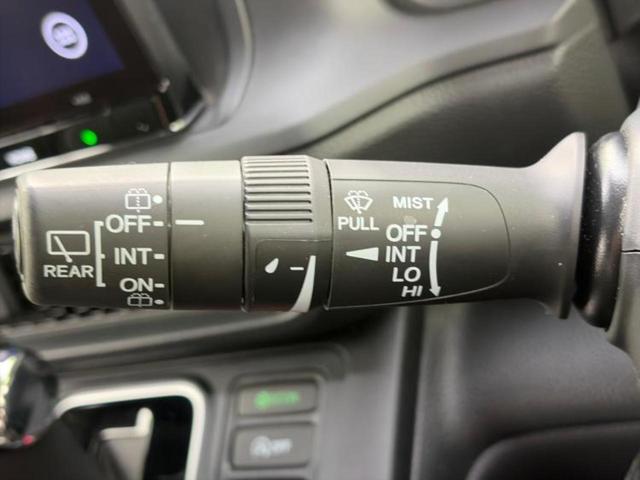 OFF
INT
ON
REAR
PULL
MIST
OFF
INT
LO
HI